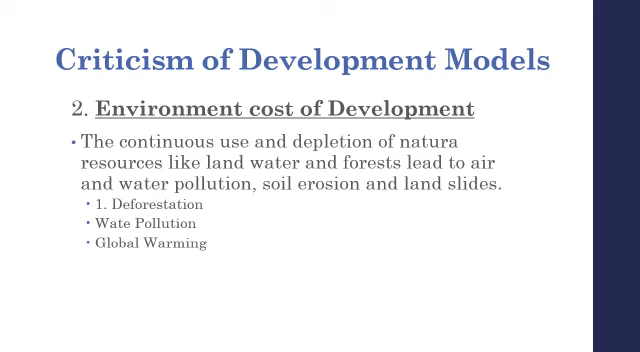 Criticism of Development Models
2. Environment cost of Development
• The continuous use and depletion of natura
resources like land water and forests lead to air
and water pollution, soil erosion and land slides.
• 1. Deforestation
• Wate Pollution
• Global Warming